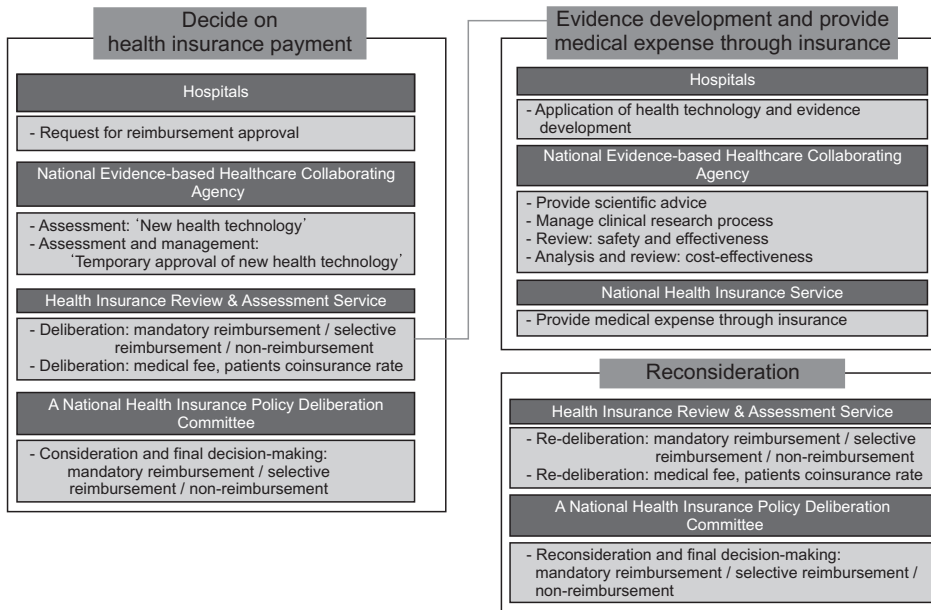 Decide on
health insurance payment
Hospitals
- Request for reimbursement approval
National Evidence-based Healthcare Collaborating
Agency
- Assessment: ‘New health technology’
- Assessment and management:
‘Temporary approval of new health technology’
Health Insurance Review & Assessment Service
- Deliberation: mandatory reimbursement / selective
reimbursement / non-reimbursement
- Deliberation: medical fee, patients coinsurance rate
A National Health Insurance Policy Deliberation
Committee
- Consideration and final decision-making:
mandatory reimbursement / selective
reimbursement / non-reimbursement
Evidence development and provide
medical expense through insurance
Hospitals
- Application of health technology and evidence
development
National Evidence-based Healthcare Collaborating
Agency
- Provide scientific advice
- Manage clinical research process
- Review: safety and effectiveness
- Analysis and review: cost-effectiveness
National Health Insurance Service
- Provide medical expense through insurance
Reconsideration
Health Insurance Review & Assessment Service
- Re-deliberation: mandatory reimbursement / selective
reimbursement / non-reimbursement
- Re-deliberation: medical fee, patients coinsurance rate
A National Health Insurance Policy Deliberation
Committee
- Reconsideration and final decision-making:
mandatory reimbursement / selective reimbursement /
non-reimbursement